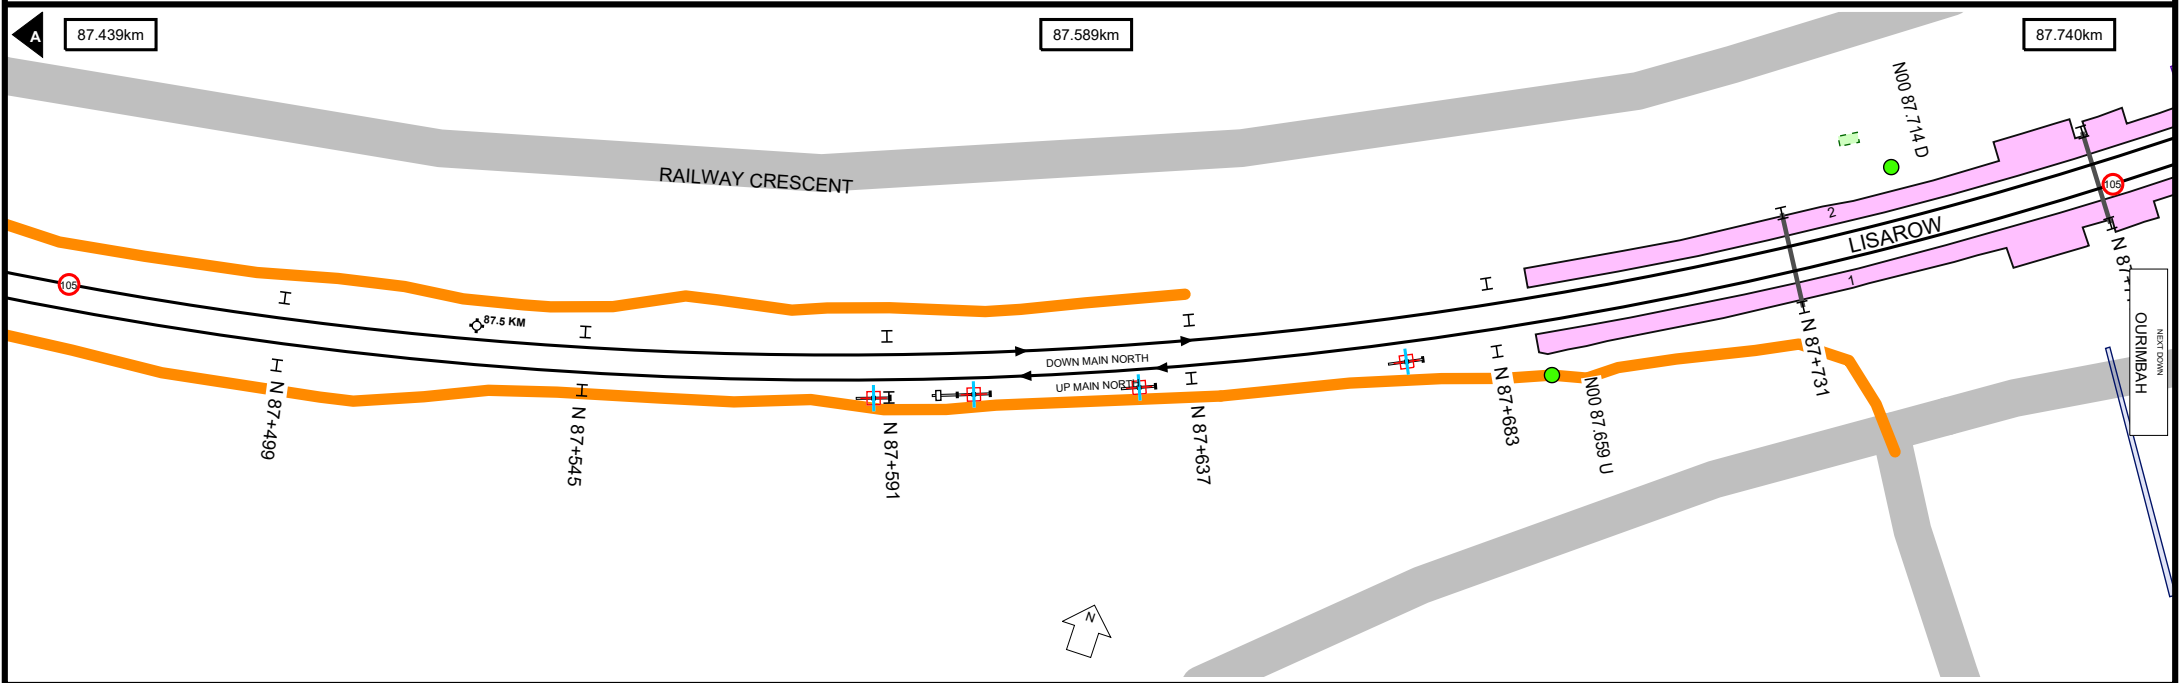 A
87.439km
87.589km
87.740km
N00 87.714 D
RAILWAY CRESCENT
105
2
LISAROW
105
1
87.5 KM
DOWN MAIN NORTH
UP MAIN NORTH
N 87+499
N 87+545
N 87+591
N 87+637
N 87+683
N00 87.659 U
N 87+731
NEXT DOWN
OURIMBAH
N